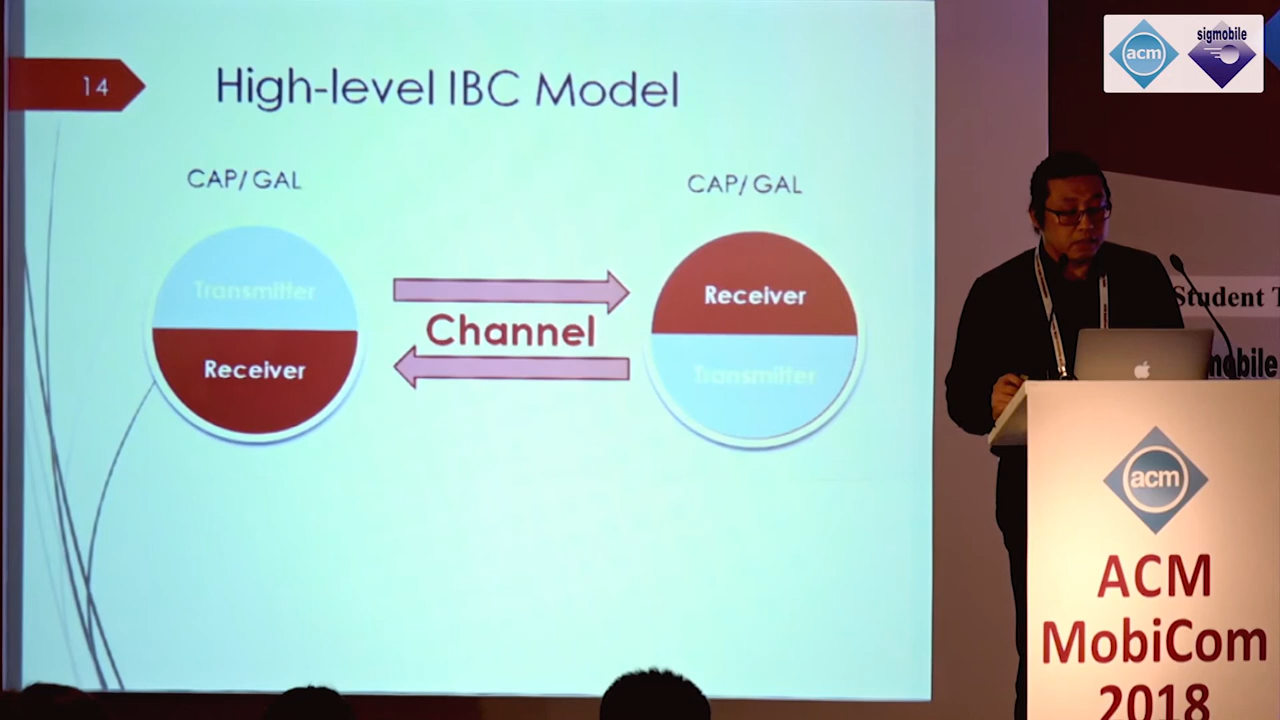 14
High-level IBC Model
CAP/GAL
CAP/GAL
Transmitter
Receiver
Channel
Receiver
Transmitter
acm
sigmobile
Student T
mobile
acm
ACM
MobiCom
2018